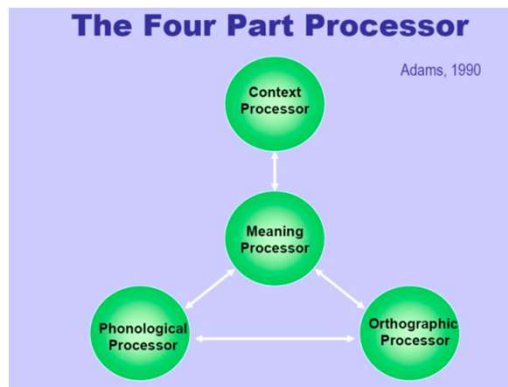 The Four Part Processor
Adams, 1990
Context
Processor
Meaning
Processor
Phonological
Processor
Orthographic
Processor